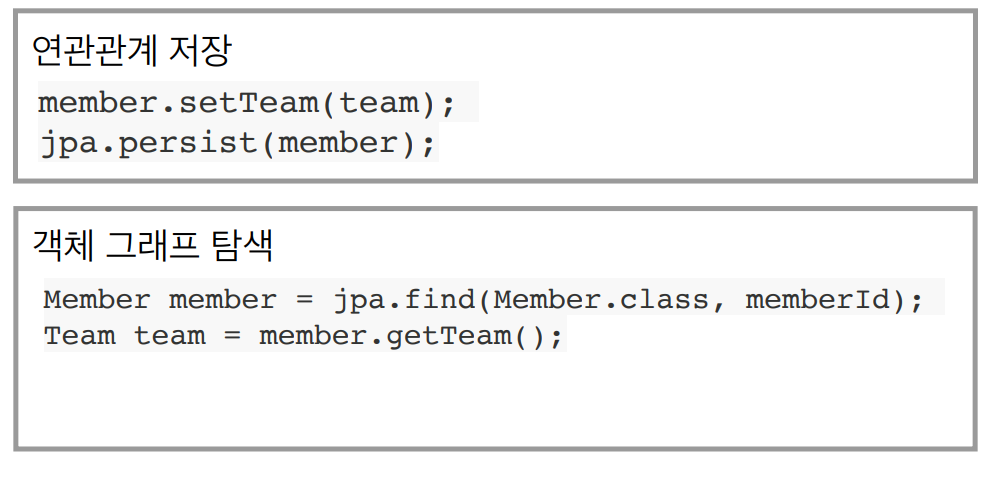 연관관계 저장
member.setTeam(team);
jpa.persist(member);
객체 그래프 탐색
Member member = jpa.find(Member.class, memberId);
Team team = member.getTeam();